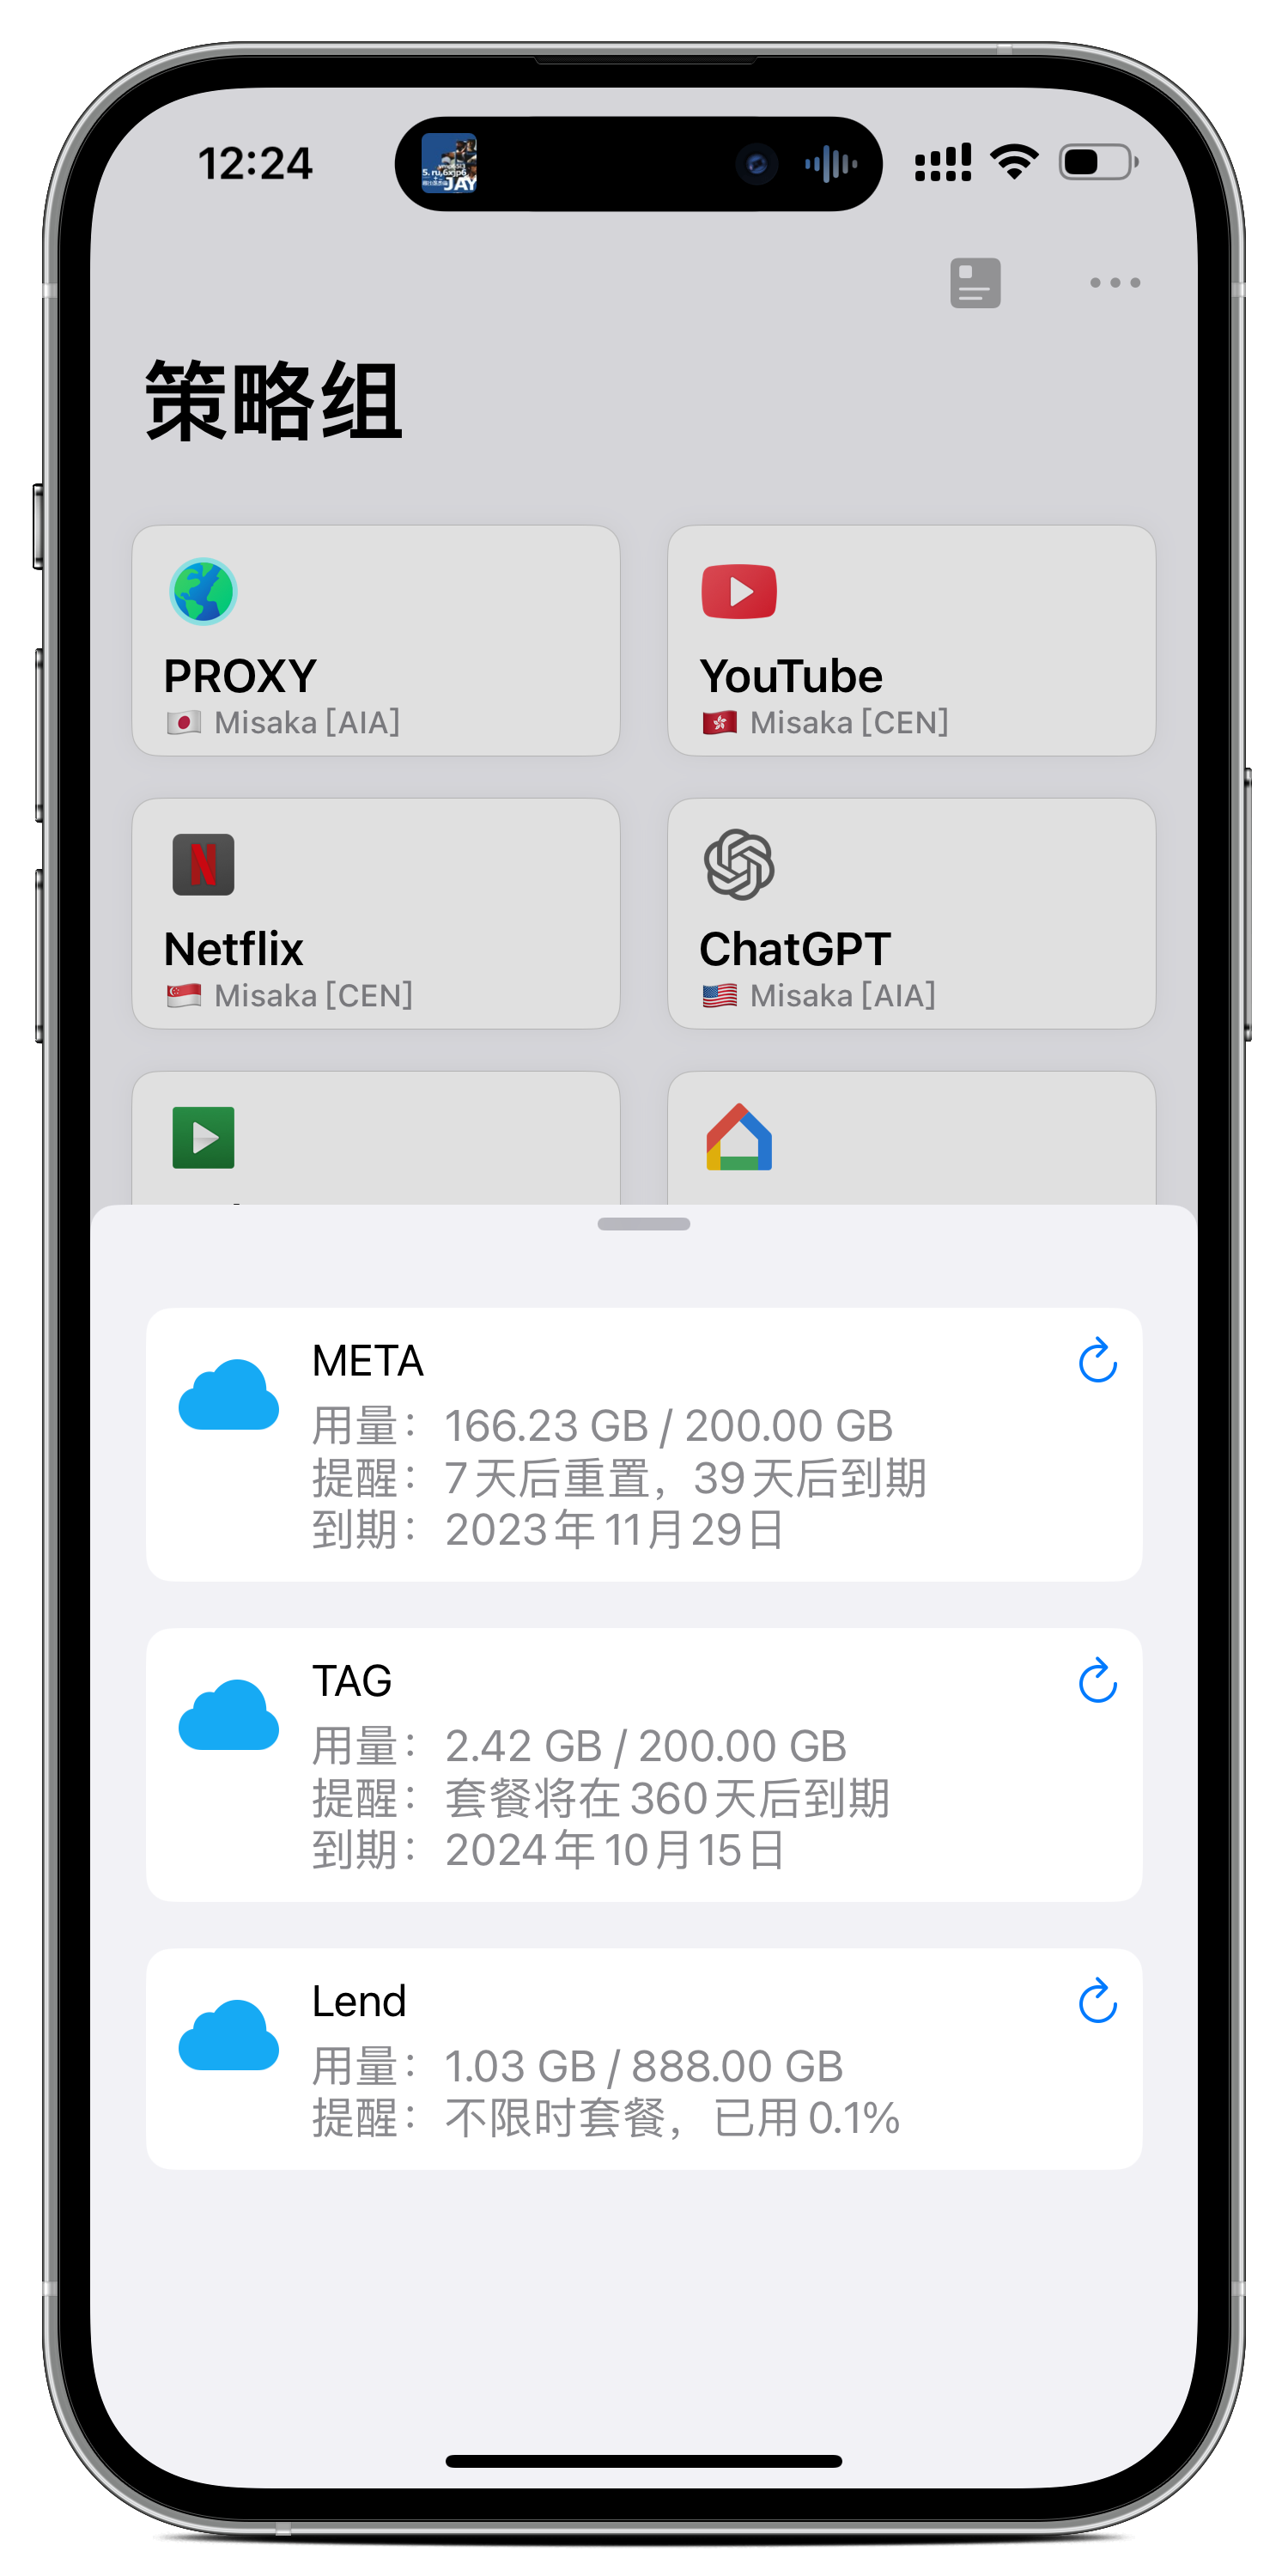 12:24
JAY
策略组
PROXY
🇯🇵 Misaka [AIA]
YouTube
🇭🇰 Misaka [CEN]
Netflix
🇸🇬 Misaka [CEN]
ChatGPT
🇺🇸 Misaka [AIA]
META
用量：166.23 GB / 200.00 GB
提醒：7天后重置，39天后到期
到期：2023年11月29日
TAG
用量：2.42 GB / 200.00 GB
提醒：套餐将在360天后到期
到期：2024年10月15日
Lend
用量：1.03 GB / 888.00 GB
提醒：不限时套餐，已用0.1%